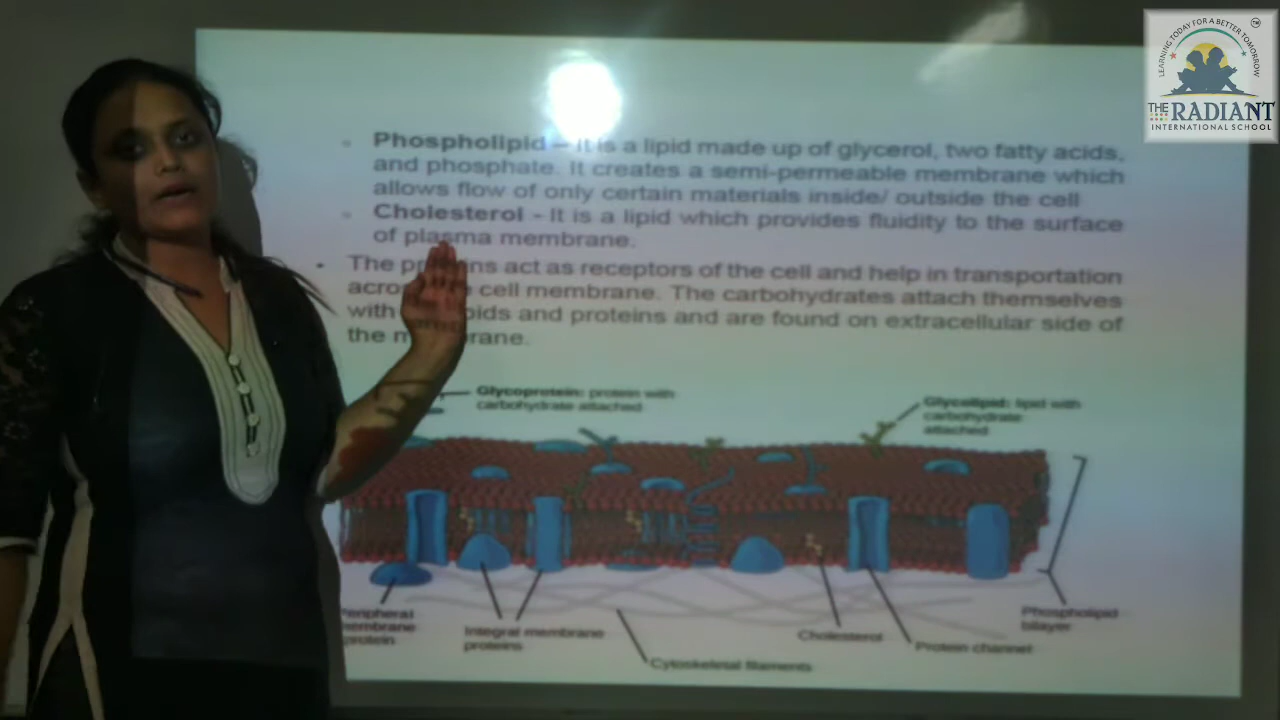 LEARNING TODAY FOR A BETTER TOMORROW
TM
THE RADIANT
INTERNATIONAL SCHOOL
Phospholipid – It is a lipid made up of glycerol, two fatty acids,
and phosphate. It creates a semi-permeable membrane which
allows flow of only certain materials inside/ outside the cell
Cholesterol - It is a lipid which provides fluidity to the surface
of plasma membrane.
The act as receptors of the cell and help in transportation
cell membrane. The carbohydrates attach themselves
with and proteins and are found on extracellular side of
the
Glycoprotein: protein with
carbohydrate attached
Glycolipid: lipid with
carbohydrate
attached
Peripheral
membrane
protein
Integral membrane
proteins
Cytoskeletal filaments
Cholesterol
Protein channel
Phospholipid
bilayer